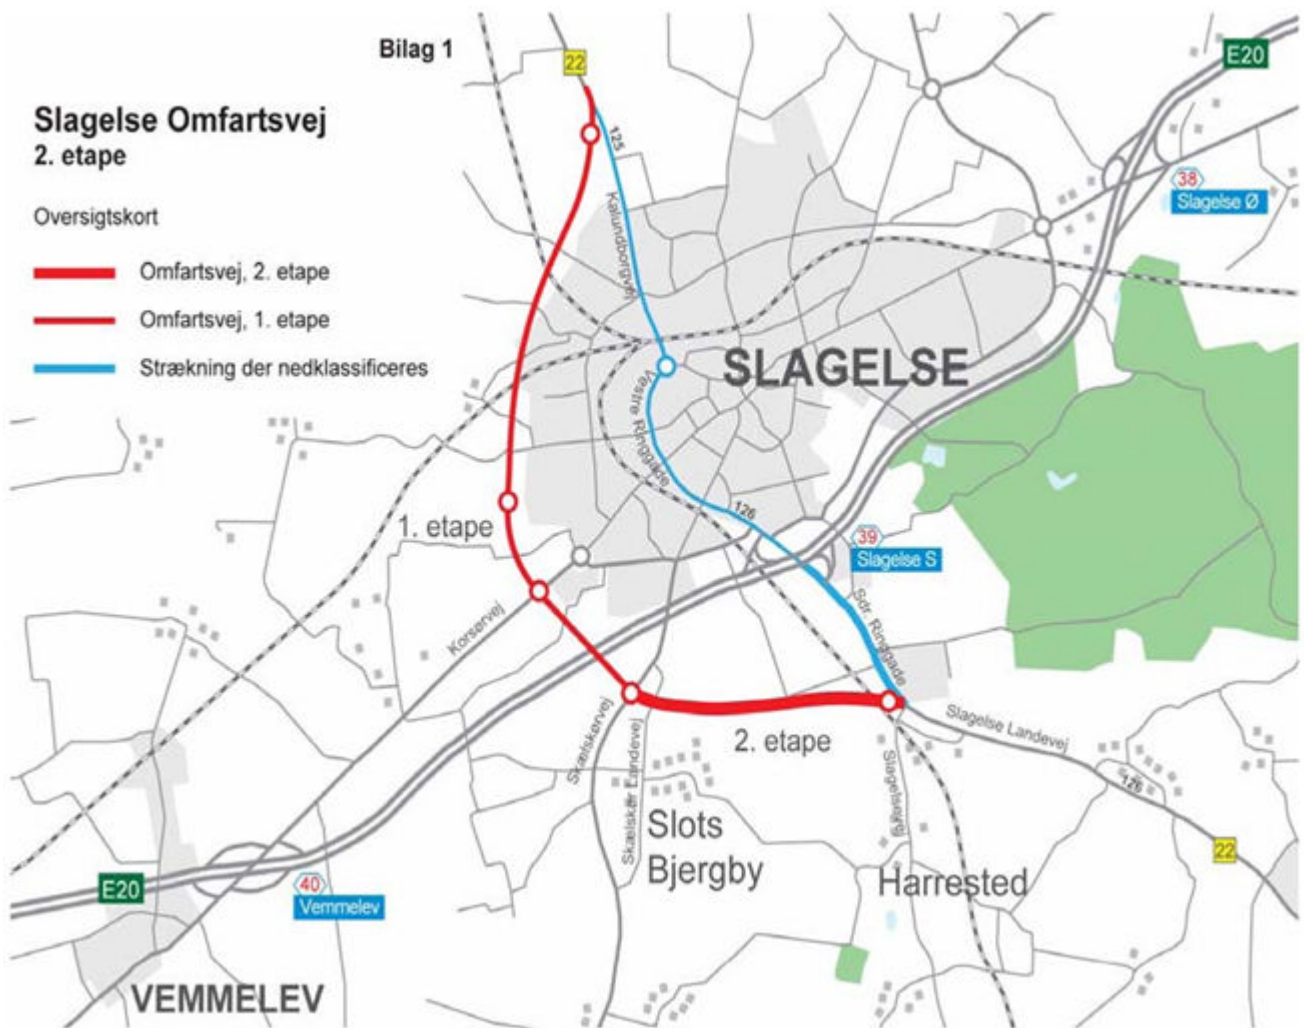 Bilag 1
22
E20
Slagelse Omfartsvej
2. etape
125
38
Slagelse Ø
Oversigtskort
Kalundborgvej
Omfartsvej, 2. etape
Omfartsvej, 1. etape
Strækning der nedklassificeres
SLAGELSE
Vestre Ringgade
126
1. etape
39
Slagelse S
Korsørvej
Sdr. Ringgade
Skælskørvej
Skælskør Landevej
2. etape
Slagelse Landevej
Slagelsevej
126
Slots
Bjergby
22
Harrested
E20
40
Vemmelev
VEMMELEV